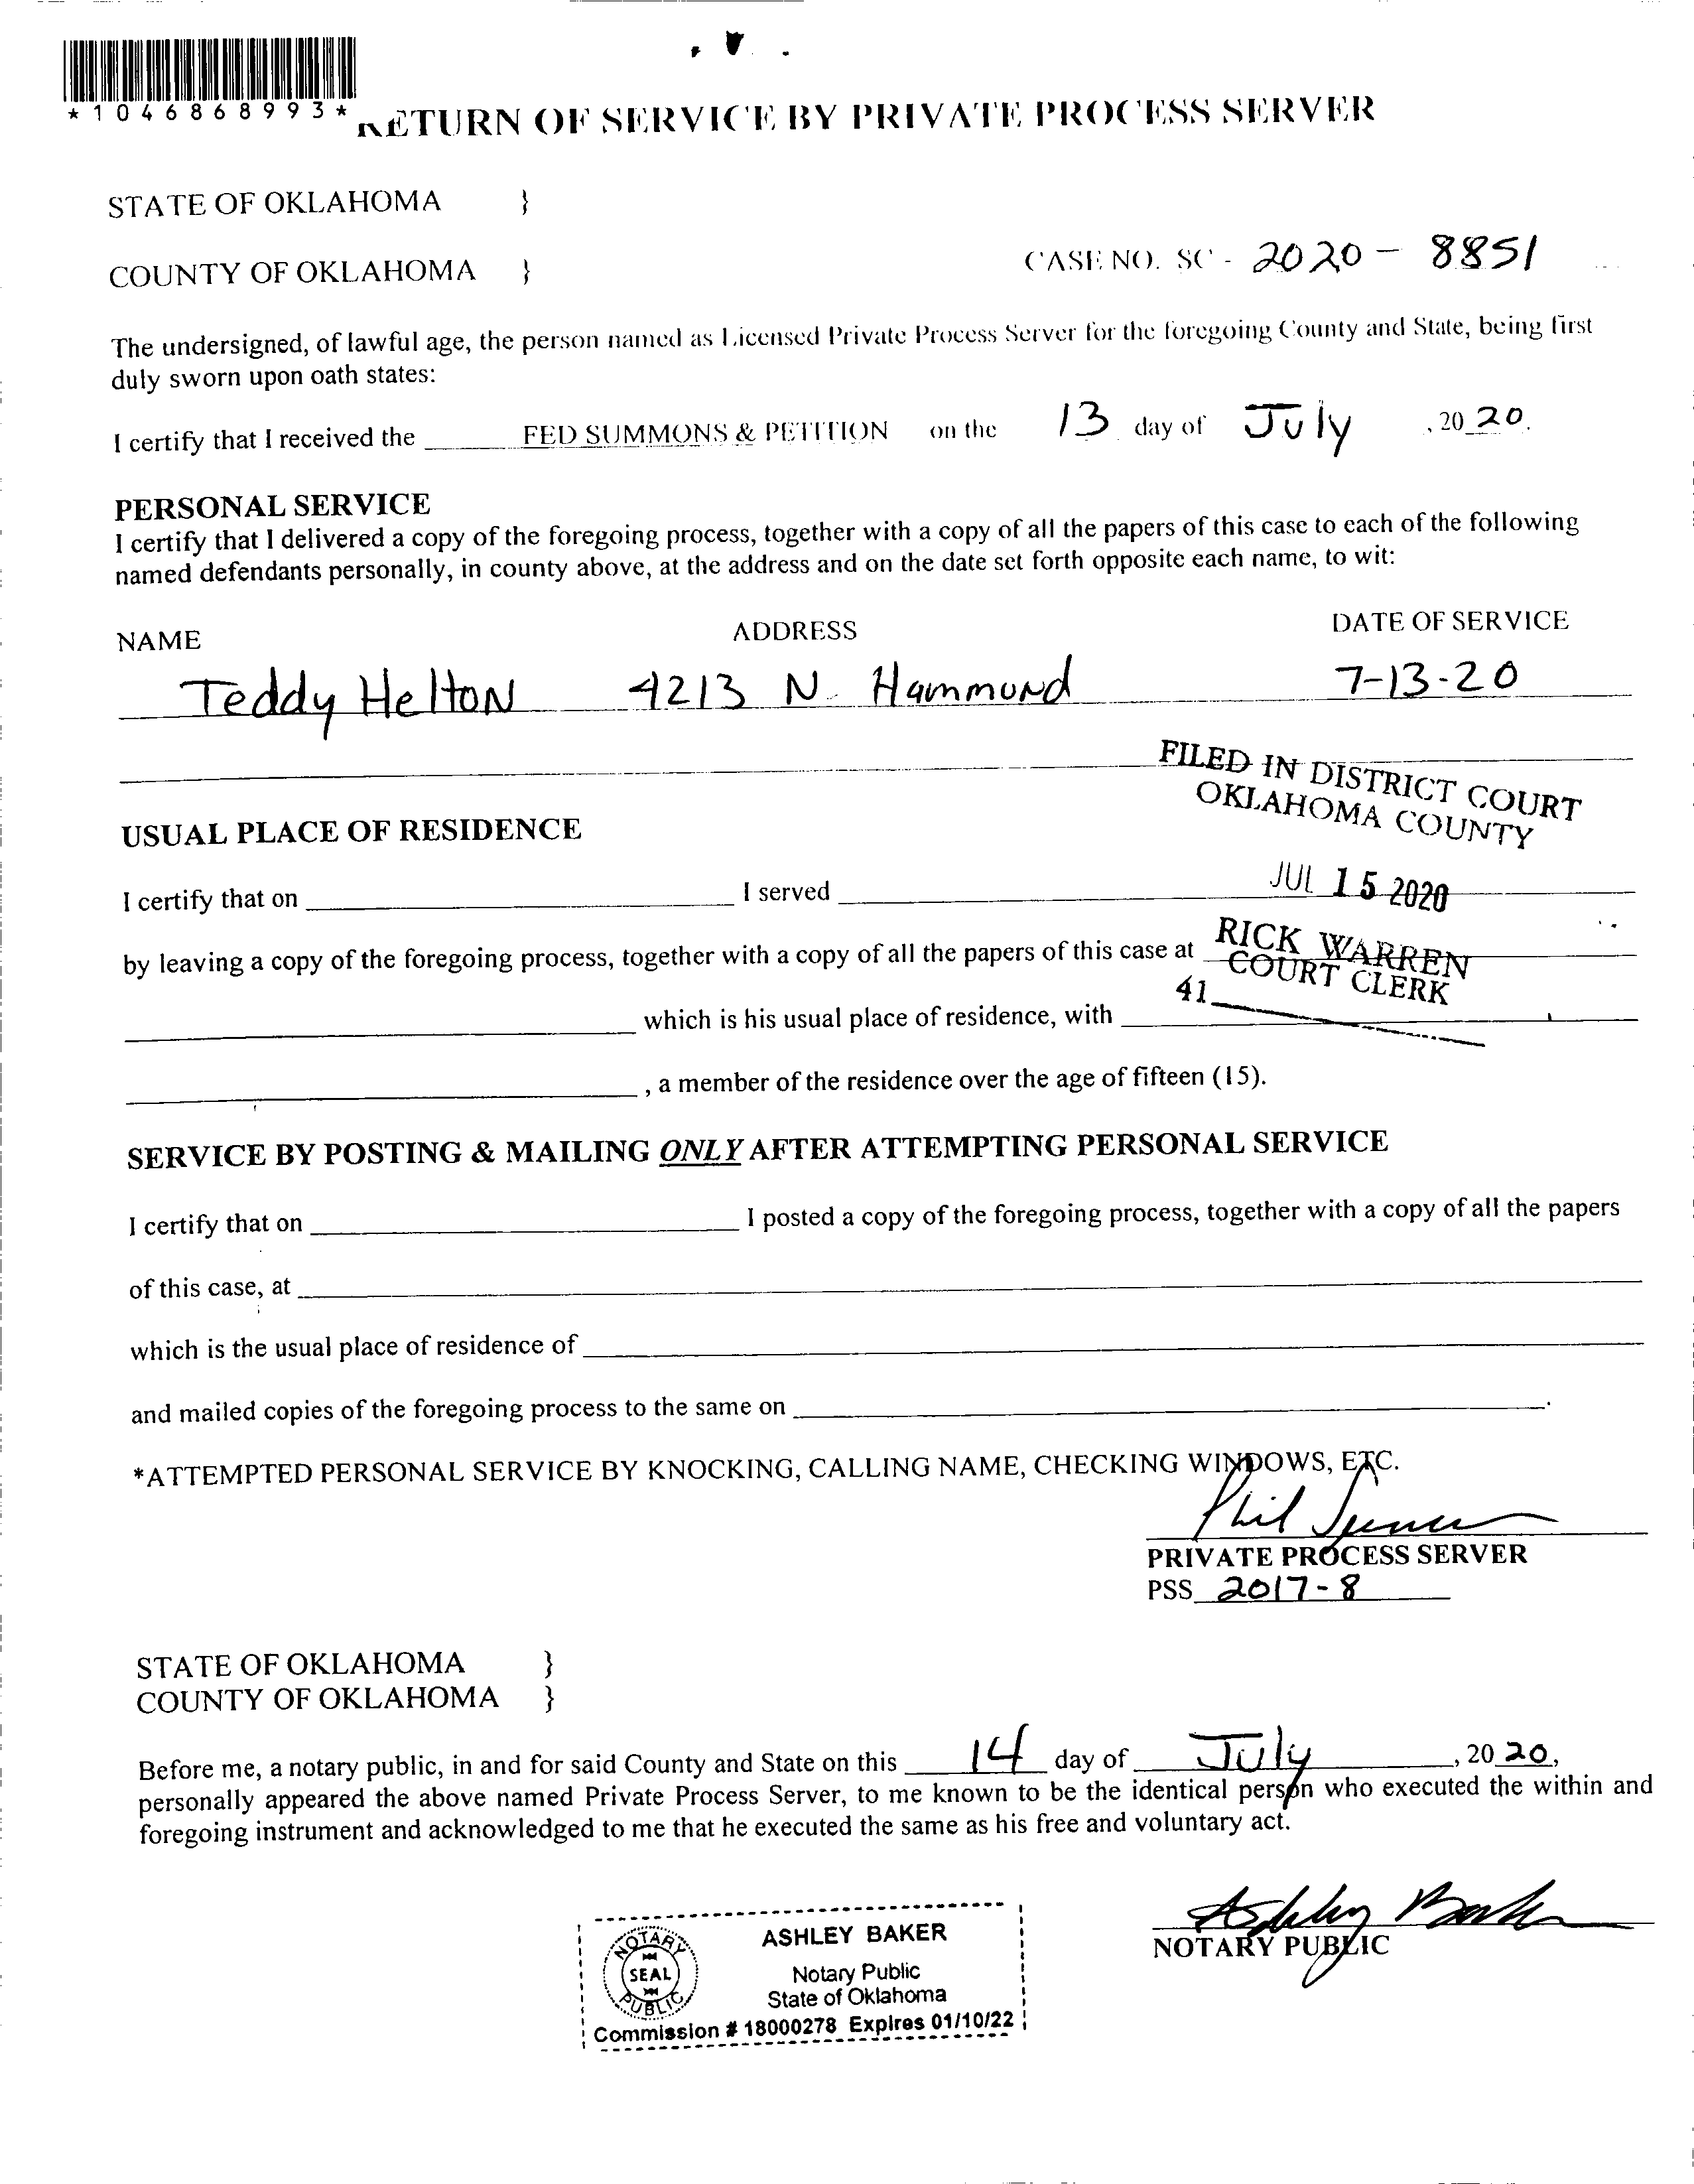 *1046868993*
RETURN OF SERVICE BY PRIVATE PROCESS SERVER
STATE OF OKLAHOMA }
COUNTY OF OKLAHOMA }
CASE NO. SC - 2020 - 8851
The undersigned, of lawful age, the person named as Licensed Private Process Server for the foregoing County and State, being first
duly sworn upon oath states:
I certify that I received the FED SUMMONS & PETITION on the 13 day of July, 20 20.
PERSONAL SERVICE
I certify that I delivered a copy of the foregoing process, together with a copy of all the papers of this case to each of the following
named defendants personally, in county above, at the address and on the date set forth opposite each name, to wit:
NAME ADDRESS DATE OF SERVICE
Teddy Helton 4213 N. Hammond 7-13-20
FILED IN DISTRICT COURT
OKLAHOMA COUNTY
USUAL PLACE OF RESIDENCE
JUL 15 2020
I certify that on I served
RICK WARREN
COURT CLERK
by leaving a copy of the foregoing process, together with a copy of all the papers of this case at
41
which is his usual place of residence, with
, a member of the residence over the age of fifteen (15).
SERVICE BY POSTING & MAILING ONLY AFTER ATTEMPTING PERSONAL SERVICE
I certify that on I posted a copy of the foregoing process, together with a copy of all the papers
of this case, at
which is the usual place of residence of
and mailed copies of the foregoing process to the same on .
*ATTEMPTED PERSONAL SERVICE BY KNOCKING, CALLING NAME, CHECKING WINDOWS, ETC.
Phil Spencer
PRIVATE PROCESS SERVER
PSS 2017-8
STATE OF OKLAHOMA }
COUNTY OF OKLAHOMA }
Before me, a notary public, in and for said County and State on this 14 day of July, 20 20,
personally appeared the above named Private Process Server, to me known to be the identical person who executed the within and
foregoing instrument and acknowledged to me that he executed the same as his free and voluntary act.
Ashley Baker
NOTARY PUBLIC
NOTARY
SEAL
PUBLIC
ASHLEY BAKER
Notary Public
State of Oklahoma
Commission # 18000278 Expires 01/10/22